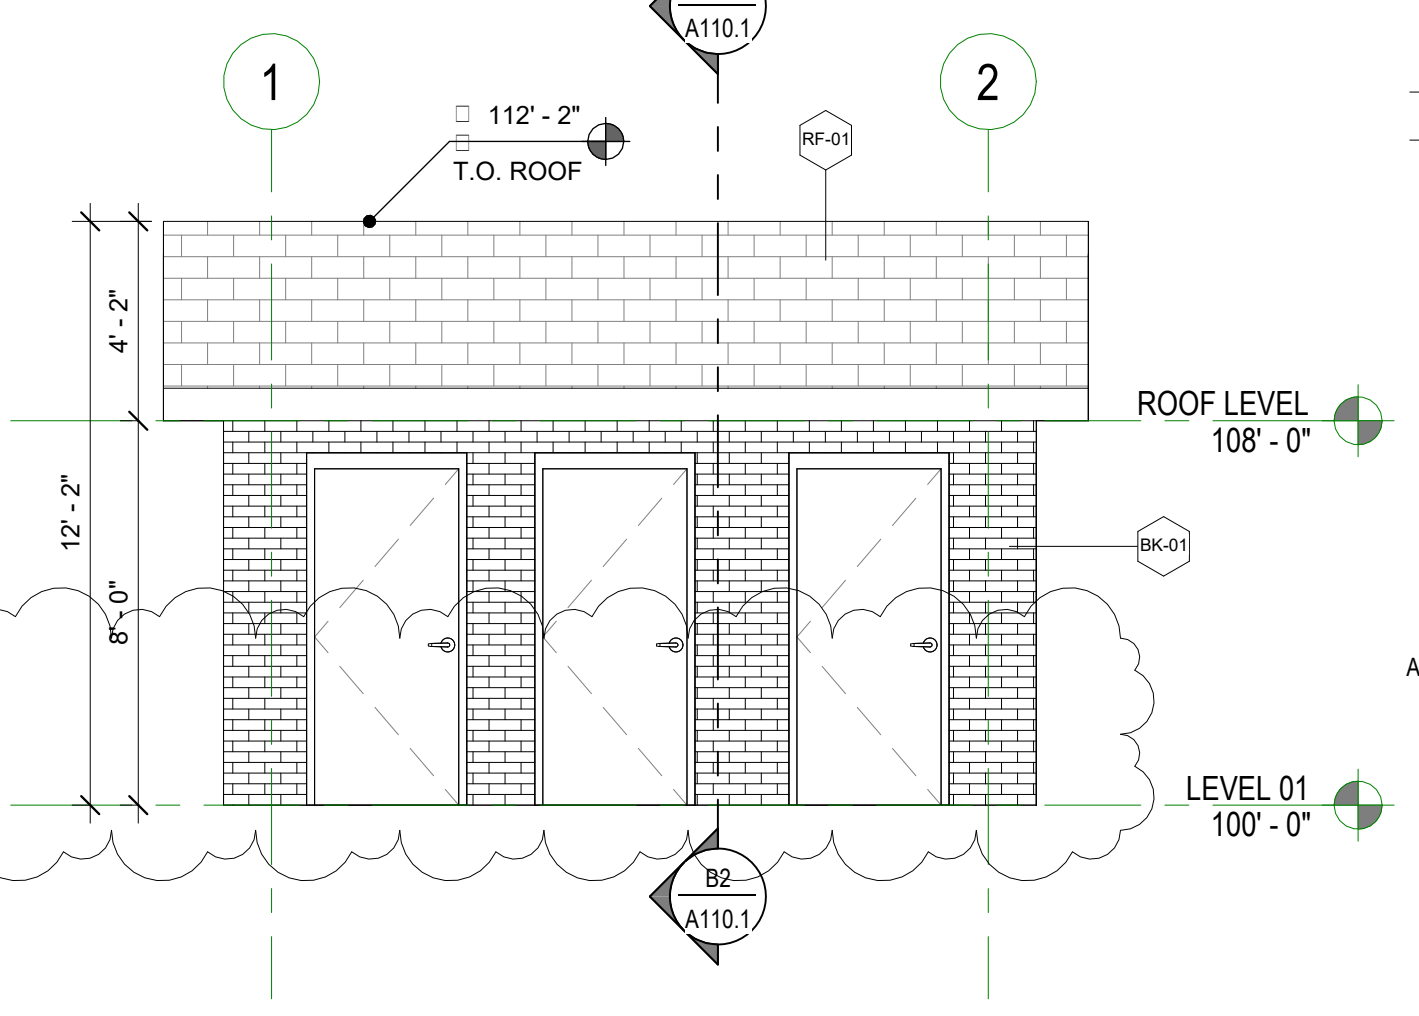 A110.1
1
2
112' - 2"
T.O. ROOF
RF-01
4' - 2"
ROOF LEVEL
108' - 0"
12' - 2"
BK-01
8' - 0"
A
LEVEL 01
100' - 0"
B2
A110.1